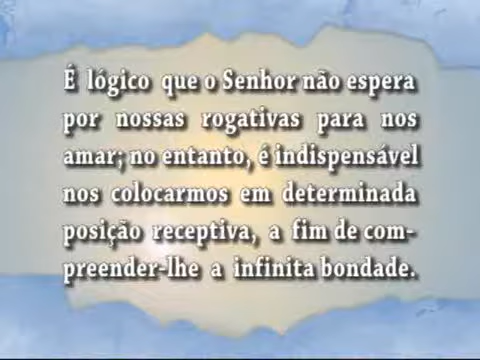 É lógico que o Senhor não espera
por nossas rogativas para nos
amar; no entanto, é indispensável
nos colocarmos em determinada
posição receptiva, a fim de com-
preender-lhe a infinita bondade.